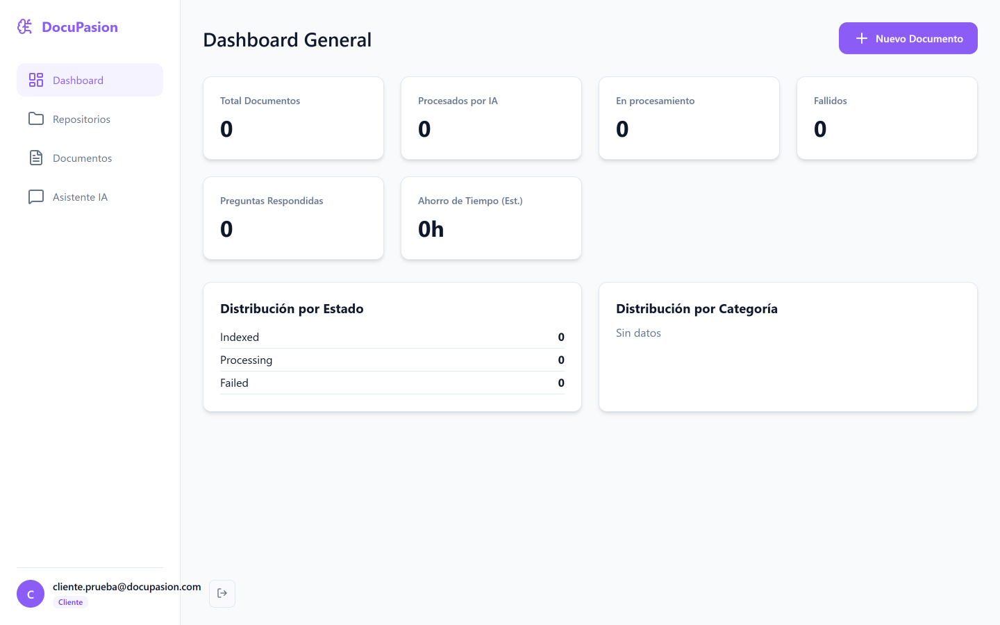 DocuPasion
Dashboard
Repositorios
Documentos
Asistente IA
Dashboard General
Nuevo Documento
Total Documentos
0
Procesados por IA
0
En procesamiento
0
Fallidos
0
Preguntas Respondidas
0
Ahorro de Tiempo (Est.)
0h
Distribución por Estado
Indexed 0
Processing 0
Failed 0
Distribución por Categoría
Sin datos
C
cliente.prueba@docupasion.com
Cliente